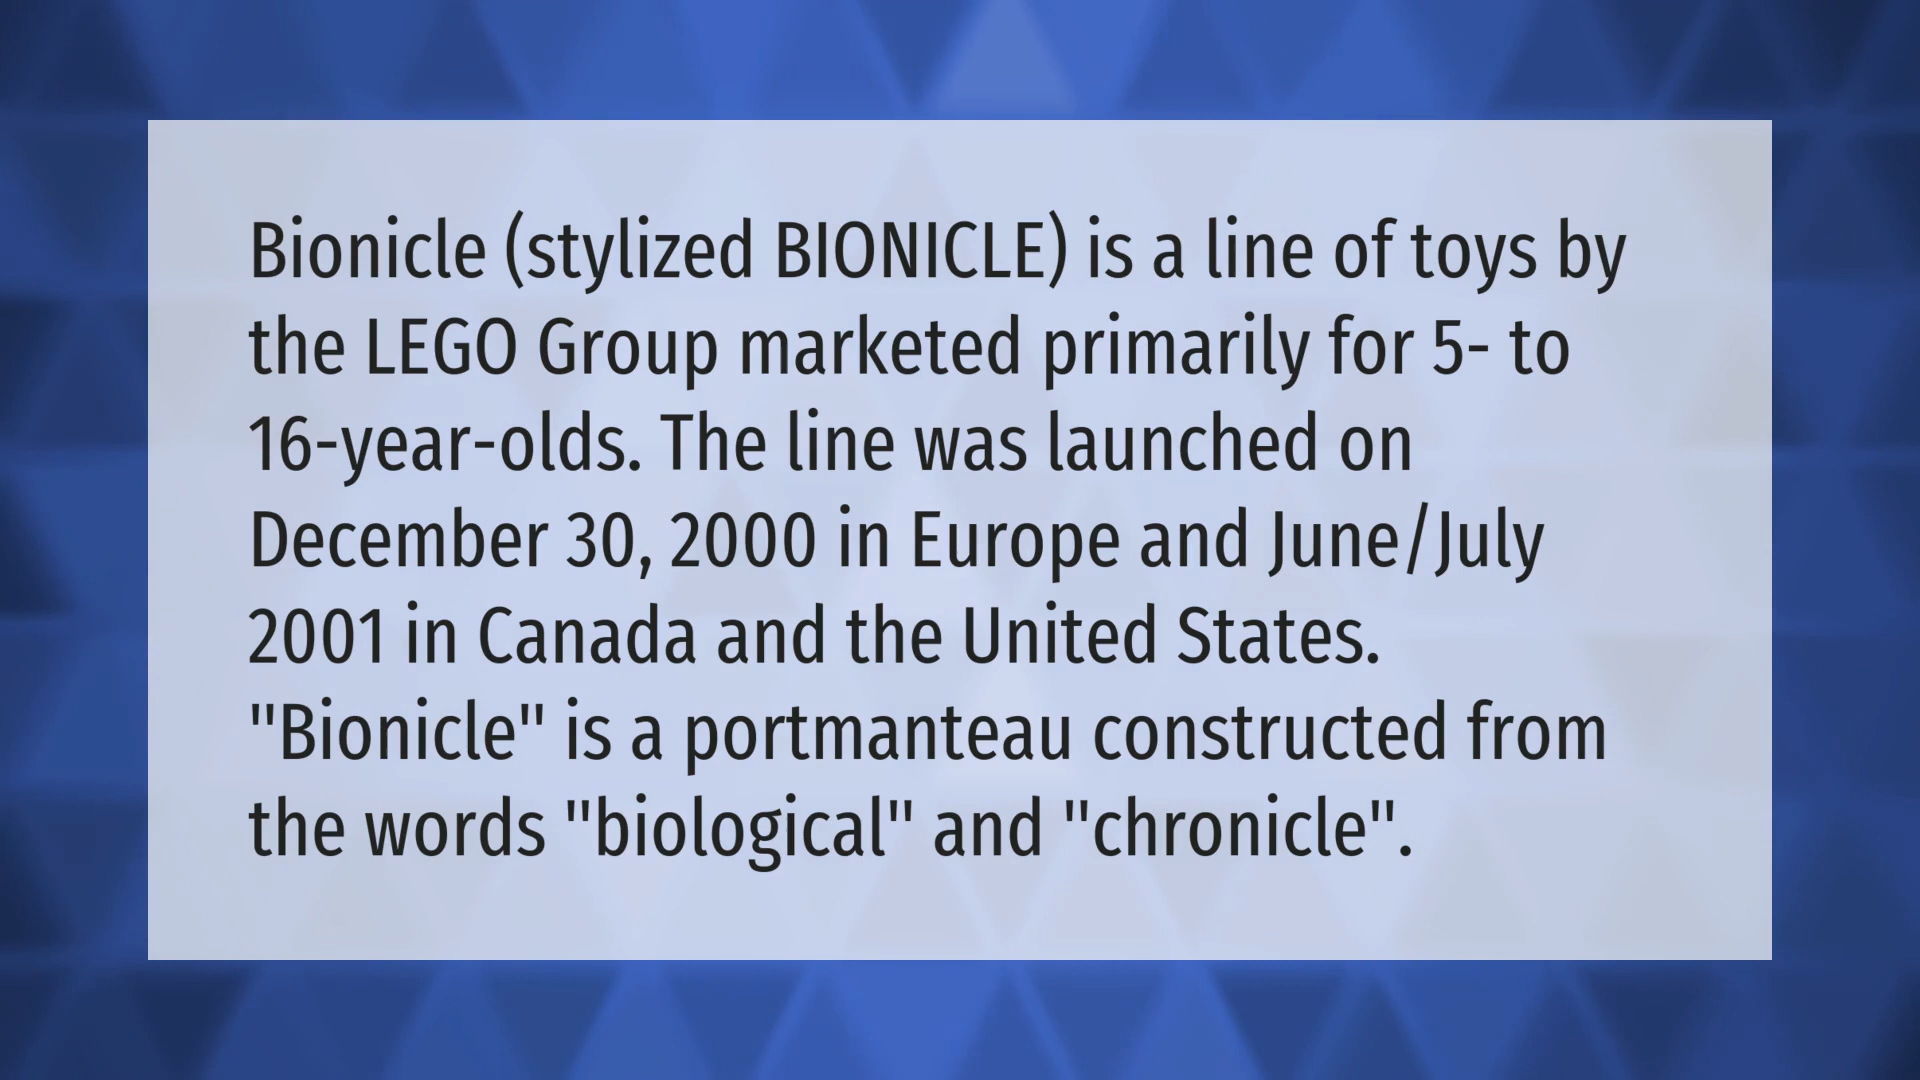 Bionicle (stylized BIONICLE) is a line of toys by
the LEGO Group marketed primarily for 5- to
16-year-olds. The line was launched on
December 30, 2000 in Europe and June/July
2001 in Canada and the United States.
"Bionicle" is a portmanteau constructed from
the words "biological" and "chronicle".